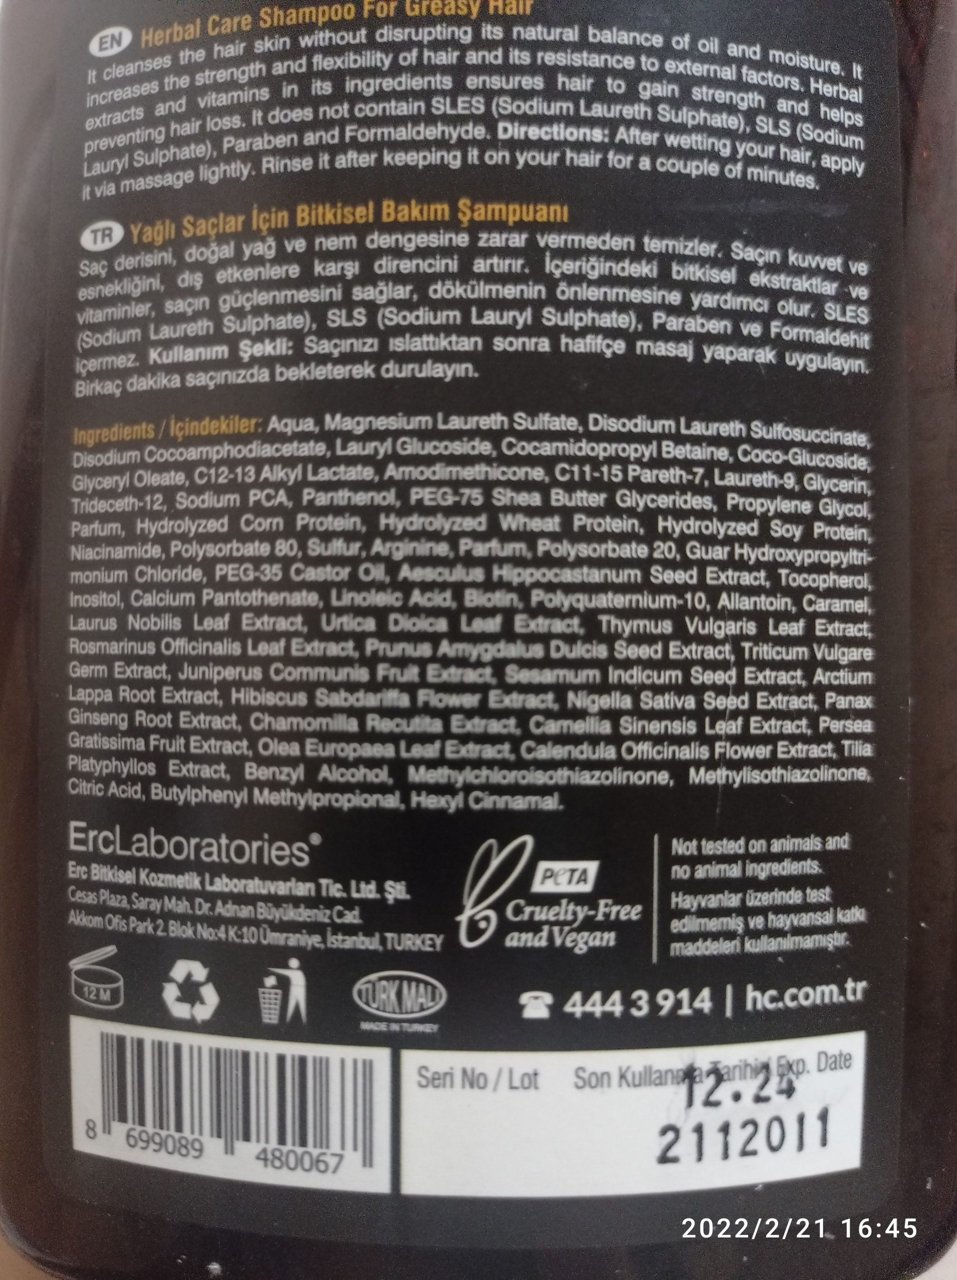 EN Herbal Care Shampoo For Greasy Hair
It cleanses the hair skin without disrupting its natural balance of oil and moisture. It
increases the strength and flexibility of hair and its resistance to external factors. Herbal
extracts and vitamins in its ingredients ensures hair to gain strength and helps
preventing hair loss. It does not contain SLES (Sodium Laureth Sulphate), SLS (Sodium
Lauryl Sulphate), Paraben and Formaldehyde. Directions: After wetting your hair, apply
it via massage lightly. Rinse it after keeping it on your hair for a couple of minutes.
TR Yağlı Saçlar İçin Bitkisel Bakım Şampuanı
Saç derisini, doğal yağ ve nem dengesine zarar vermeden temizler. Saçın kuvvet ve
esnekliğini, dış etkenlere karşı direncini artırır. İçeriğindeki bitkisel ekstraktlar ve
vitaminler, saçın güçlenmesini sağlar, dökülmenin önlenmesine yardımcı olur. SLES
(Sodium Laureth Sulphate), SLS (Sodium Lauryl Sulphate), Paraben ve Formaldehit
içermez. Kullanım Şekli: Saçınızı ıslattıktan sonra hafifçe masaj yaparak uygulayın.
Birkaç dakika saçınızda bekleterek durulayın.
Ingredients / İçindekiler: Aqua, Magnesium Laureth Sulfate, Disodium Laureth Sulfosuccinate,
Disodium Cocoamphodiacetate, Lauryl Glucoside, Cocamidopropyl Betaine, Coco-Glucoside,
Glyceryl Oleate, C12-13 Alkyl Lactate, Amodimethicone, C11-15 Pareth-7, Laureth-9, Glycerin,
Trideceth-12, Sodium PCA, Panthenol, PEG-75 Shea Butter Glycerides, Propylene Glycol,
Parfum, Hydrolyzed Corn Protein, Hydrolyzed Wheat Protein, Hydrolyzed Soy Protein,
Niacinamide, Polysorbate 80, Sulfur, Arginine, Parfum, Polysorbate 20, Guar Hydroxypropyltri-
monium Chloride, PEG-35 Castor Oil, Aesculus Hippocastanum Seed Extract, Tocopherol,
Inositol, Calcium Pantothenate, Linoleic Acid, Biotin, Polyquaternium-10, Allantoin, Caramel,
Laurus Nobilis Leaf Extract, Urtica Dioica Leaf Extract, Thymus Vulgaris Leaf Extract,
Rosmarinus Officinalis Leaf Extract, Prunus Amygdalus Dulcis Seed Extract, Triticum Vulgare
Germ Extract, Juniperus Communis Fruit Extract, Sesamum Indicum Seed Extract, Arctium
Lappa Root Extract, Hibiscus Sabdariffa Flower Extract, Nigella Sativa Seed Extract, Panax
Ginseng Root Extract, Chamomilla Recutita Extract, Camellia Sinensis Leaf Extract, Persea
Gratissima Fruit Extract, Olea Europaea Leaf Extract, Calendula Officinalis Flower Extract, Tilia
Platyphyllos Extract, Benzyl Alcohol, Methylchloroisothiazolinone, Methylisothiazolinone,
Citric Acid, Butylphenyl Methylpropional, Hexyl Cinnamal.
ErcLaboratories®
Erc Bitkisel Kozmetik Laboratuvarları Tic. Ltd. Şti.
Cesas Plaza, Saray Mah. Dr. Adnan Büyükdeniz Cad.
Akkom Ofis Park 2. Blok No:4 K:10 Ümraniye, İstanbul, TURKEY
PETA
Cruelty-Free
and Vegan
Not tested on animals and
no animal ingredients.
Hayvanlar üzerinde test
edilmemiş ve hayvansal katkı
maddeleri kullanılmamıştır.
12 M
TÜRK MALI
MADE IN TURKEY
☎ 444 3 914 | hc.com.tr
Seri No / Lot Son Kullanma Tarihi/ Exp. Date
12.24
2112011
8 699089 480067
2022/2/21 16:45